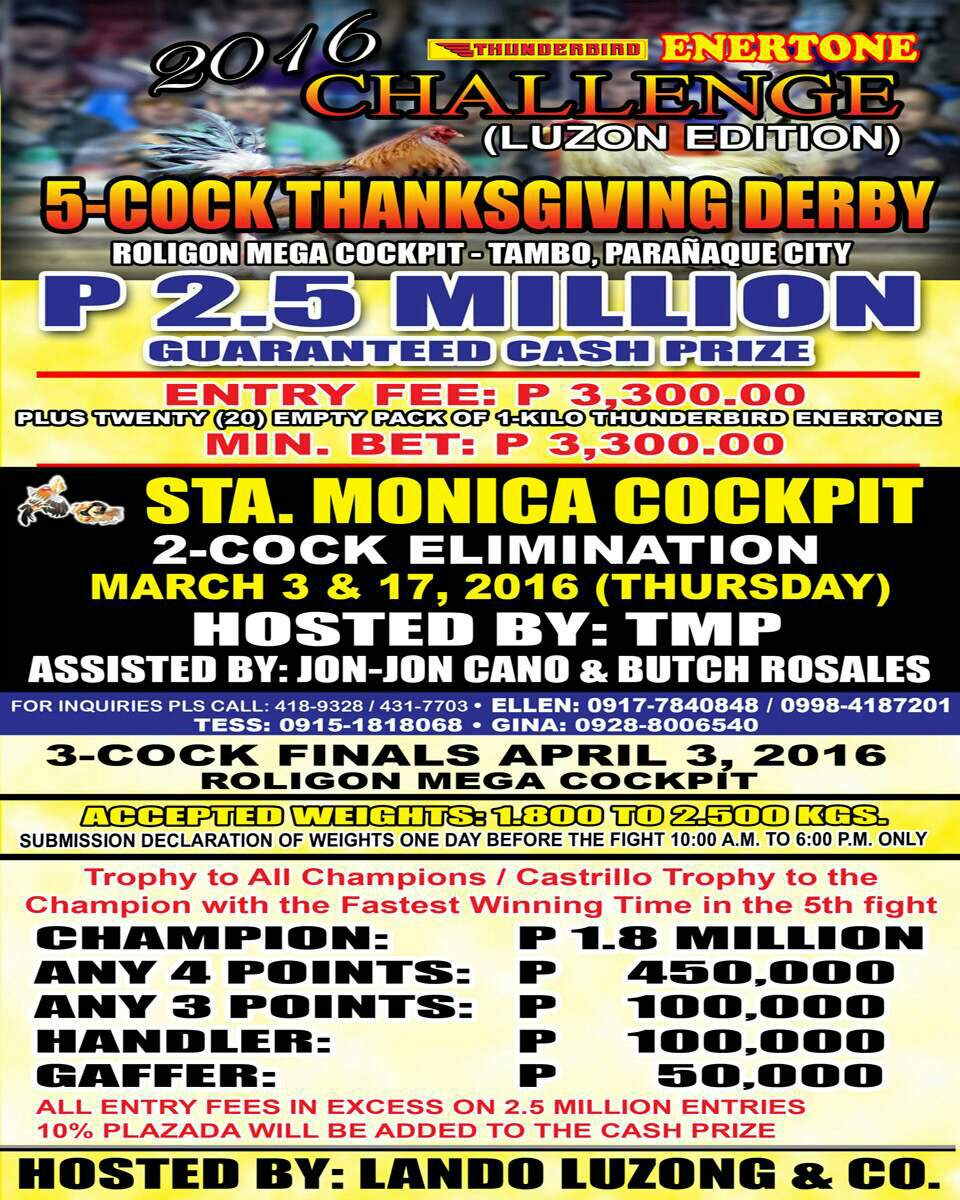 2016 THUNDERBIRD ENERTONE
CHALLENGE
(LUZON EDITION)
5-COCK THANKSGIVING DERBY
ROLIGON MEGA COCKPIT - TAMBO, PARAÑAQUE CITY
P 2.5 MILLION
GUARANTEED CASH PRIZE
ENTRY FEE: P 3,300.00
PLUS TWENTY (20) EMPTY PACK OF 1-KILO THUNDERBIRD ENERTONE
MIN. BET: P 3,300.00
STA. MONICA COCKPIT
2-COCK ELIMINATION
MARCH 3 & 17, 2016 (THURSDAY)
HOSTED BY: TMP
ASSISTED BY: JON-JON CANO & BUTCH ROSALES
FOR INQUIRIES PLS CALL: 418-9328 / 431-7703 • ELLEN: 0917-7840848 / 0998-4187201
TESS: 0915-1818068 • GINA: 0928-8006540
3-COCK FINALS APRIL 3, 2016
ROLIGON MEGA COCKPIT
ACCEPTED WEIGHTS: 1.800 TO 2.500 KGS.
SUBMISSION DECLARATION OF WEIGHTS ONE DAY BEFORE THE FIGHT 10:00 A.M. TO 6:00 P.M. ONLY
Trophy to All Champions / Castrillo Trophy to the
Champion with the Fastest Winning Time in the 5th fight
CHAMPION: P 1.8 MILLION
ANY 4 POINTS: P 450,000
ANY 3 POINTS: P 100,000
HANDLER: P 100,000
GAFFER: P 50,000
ALL ENTRY FEES IN EXCESS ON 2.5 MILLION ENTRIES
10% PLAZADA WILL BE ADDED TO THE CASH PRIZE
HOSTED BY: LANDO LUZONG & CO.